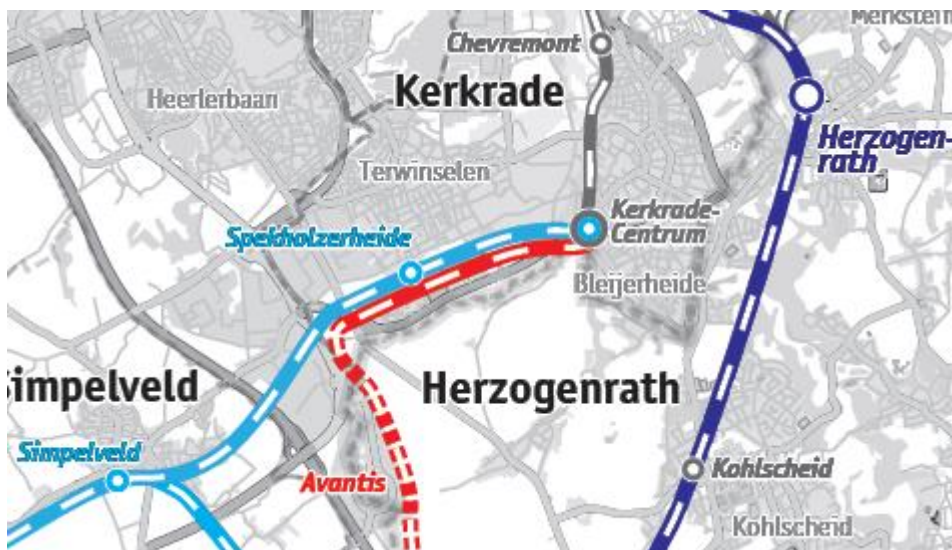 Merkstein
Chevremont
Kerkrade
Heerlerbaan
Herzogen-
rath
Terwinselen
Kerkrade-
Centrum
Spekholzerheide
Bleijerheide
Simpelveld
Herzogenrath
Simpelveld
Avantis
Kohlscheid
Kohlscheid